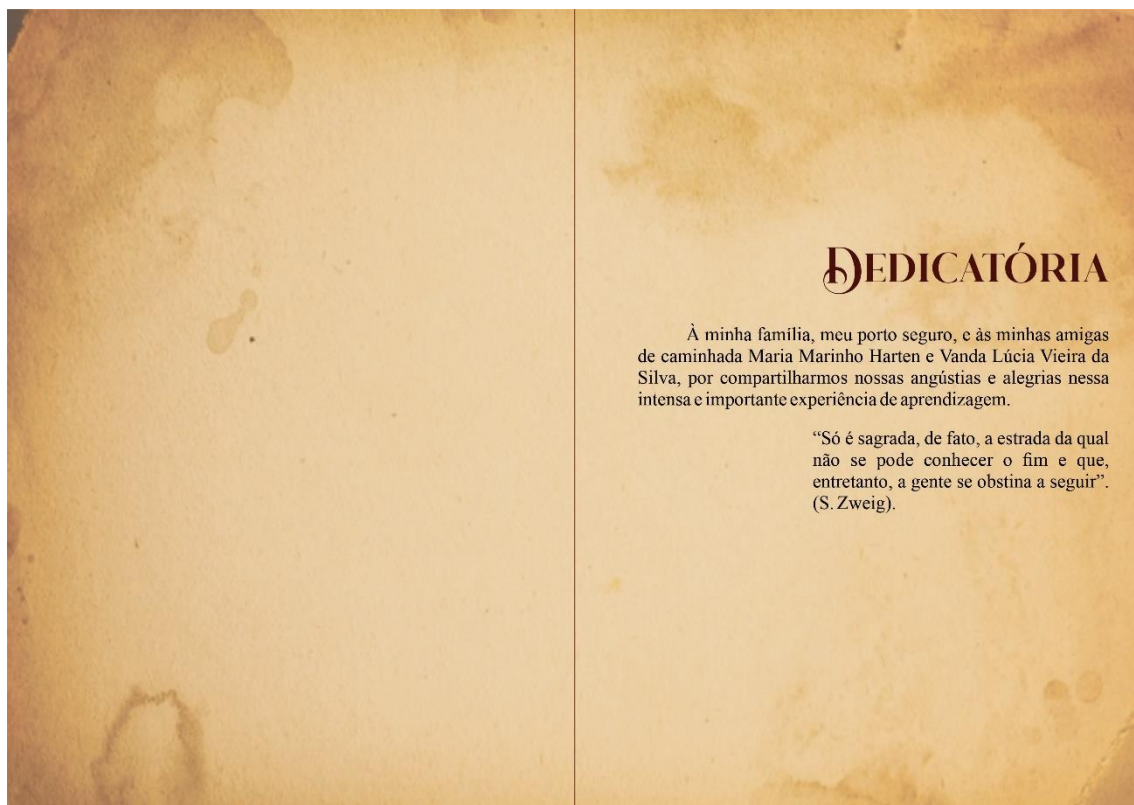 DEDICATÓRIA
À minha família, meu porto seguro, e às minhas amigas
de caminhada Maria Marinho Harten e Vanda Lúcia Vieira da
Silva, por compartilharmos nossas angústias e alegrias nessa
intensa e importante experiência de aprendizagem.
“Só é sagrada, de fato, a estrada da qual
não se pode conhecer o fim e que,
entretanto, a gente se obstina a seguir”.
(S. Zweig).